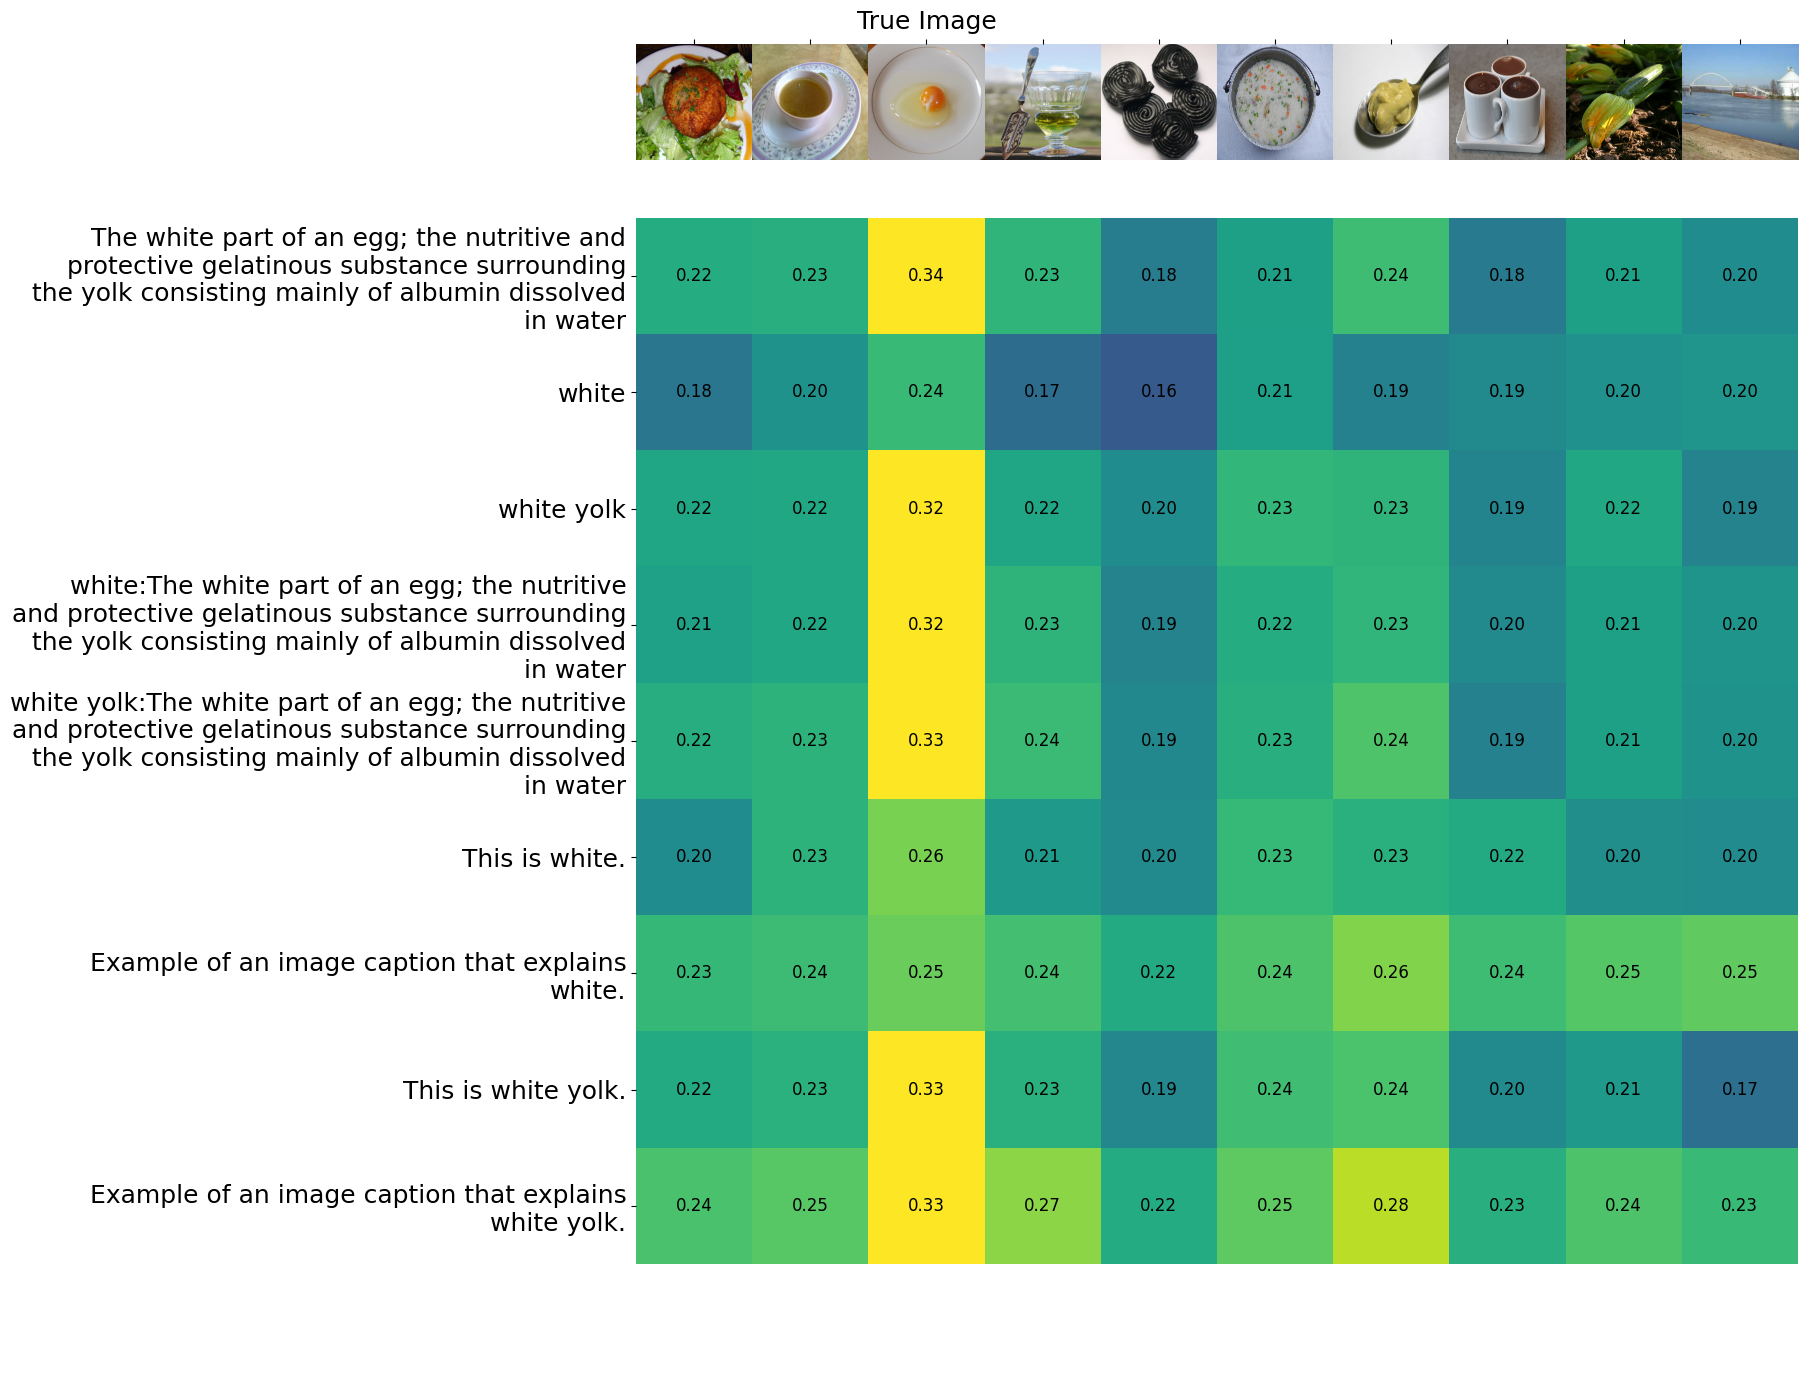 True Image
The white part of an egg; the nutritive and
protective gelatinous substance surrounding
the yolk consisting mainly of albumin dissolved
in water
0.22 0.23 0.34 0.23 0.18 0.21 0.24 0.18 0.21 0.20
white
0.18 0.20 0.24 0.17 0.16 0.21 0.19 0.19 0.20 0.20
white yolk
0.22 0.22 0.32 0.22 0.20 0.23 0.23 0.19 0.22 0.19
white:The white part of an egg; the nutritive
and protective gelatinous substance surrounding
the yolk consisting mainly of albumin dissolved
in water
0.21 0.22 0.32 0.23 0.19 0.22 0.23 0.20 0.21 0.20
white yolk:The white part of an egg; the nutritive
and protective gelatinous substance surrounding
the yolk consisting mainly of albumin dissolved
in water
0.22 0.23 0.33 0.24 0.19 0.23 0.24 0.19 0.21 0.20
This is white.
0.20 0.23 0.26 0.21 0.20 0.23 0.23 0.22 0.20 0.20
Example of an image caption that explains
white.
0.23 0.24 0.25 0.24 0.22 0.24 0.26 0.24 0.25 0.25
This is white yolk.
0.22 0.23 0.33 0.23 0.19 0.24 0.24 0.20 0.21 0.17
Example of an image caption that explains
white yolk.
0.24 0.25 0.33 0.27 0.22 0.25 0.28 0.23 0.24 0.23